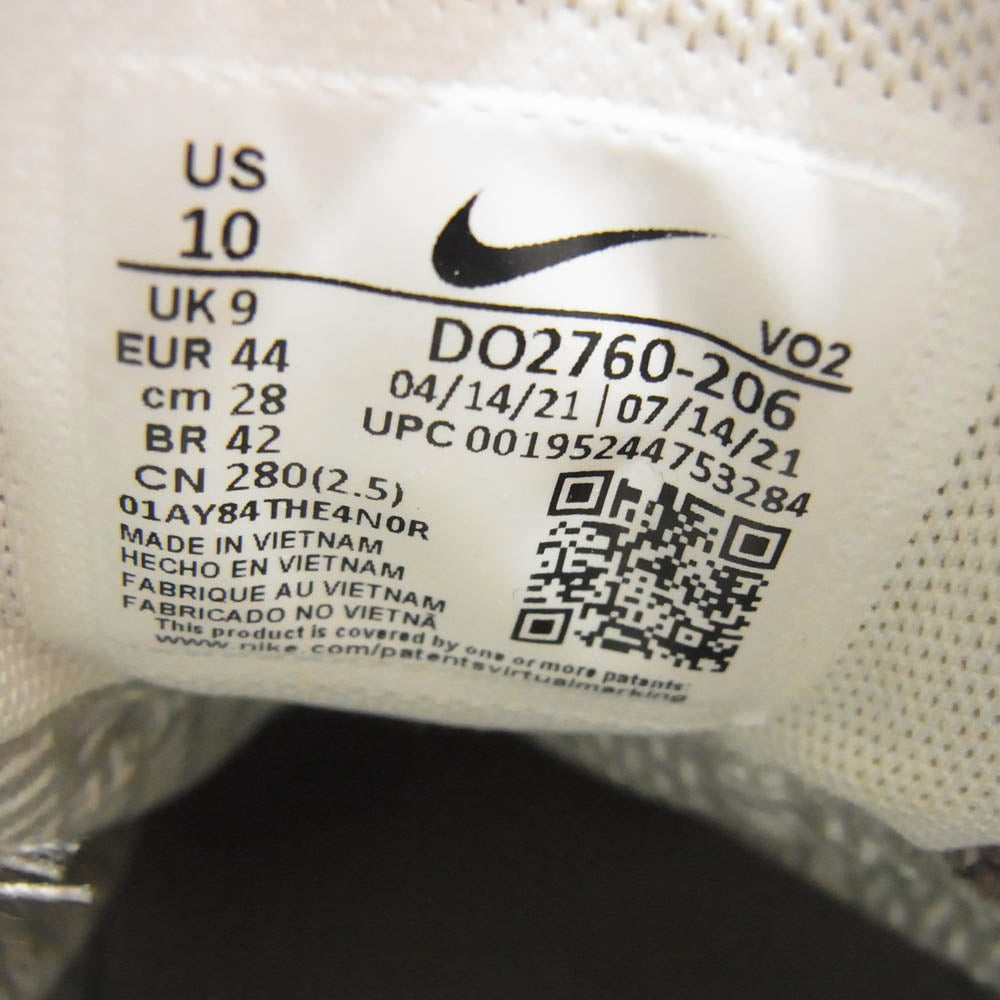 US
10
UK 9
EUR 44
cm 28
BR 42
CN 280(2.5)
01AY84THE4N0R
MADE IN VIETNAM
HECHO EN VIETNAM
FABRIQUE AU VIETNAM
FABRICADO NO VIETNÃ
This product is covered by one or more patents:
www.nike.com/patentsvirtualmarking
VO2
DO2760-206
04/14/21 | 07/14/21
UPC 00195244753284